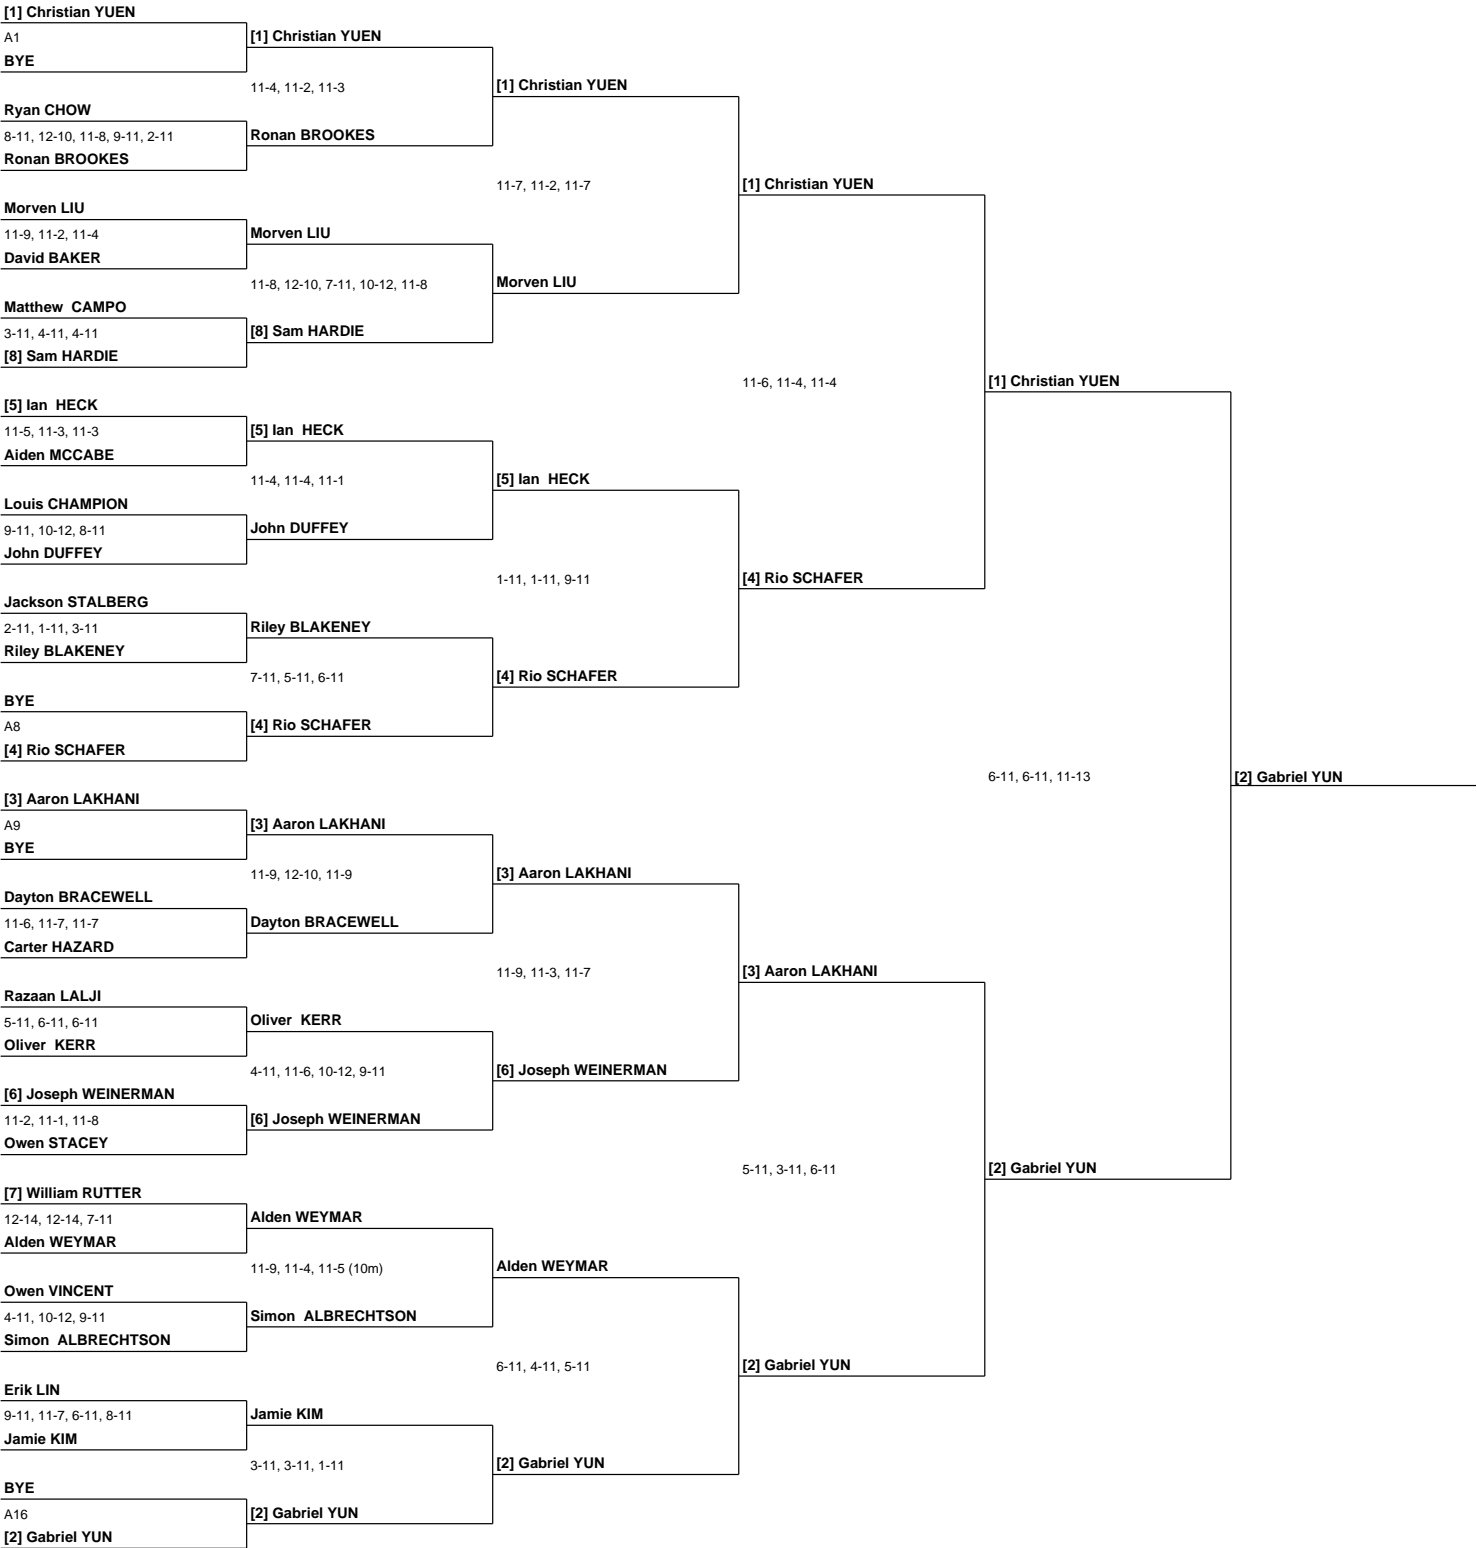 [1] Christian YUEN
A1
BYE
Ryan CHOW
8-11, 12-10, 11-8, 9-11, 2-11
Ronan BROOKES
Morven LIU
11-9, 11-2, 11-4
David BAKER
Matthew  CAMPO
3-11, 4-11, 4-11
[8] Sam HARDIE
[5] Ian  HECK
11-5, 11-3, 11-3
Aiden MCCABE
Louis CHAMPION
9-11, 10-12, 8-11
John DUFFEY
Jackson STALBERG
2-11, 1-11, 3-11
Riley BLAKENEY
BYE
A8
[4] Rio SCHAFER
[3] Aaron LAKHANI
A9
BYE
Dayton BRACEWELL
11-6, 11-7, 11-7
Carter HAZARD
Razaan LALJI
5-11, 6-11, 6-11
Oliver  KERR
[6] Joseph WEINERMAN
11-2, 11-1, 11-8
Owen STACEY
[7] William RUTTER
12-14, 12-14, 7-11
Alden WEYMAR
Owen VINCENT
4-11, 10-12, 9-11
Simon  ALBRECHTSON
Erik LIN
9-11, 11-7, 6-11, 8-11
Jamie KIM
BYE
A16
[2] Gabriel YUN
[1] Christian YUEN
11-4, 11-2, 11-3
Ronan BROOKES
Morven LIU
11-8, 12-10, 7-11, 10-12, 11-8
[8] Sam HARDIE
[5] Ian  HECK
11-4, 11-4, 11-1
John DUFFEY
Riley BLAKENEY
7-11, 5-11, 6-11
[4] Rio SCHAFER
[3] Aaron LAKHANI
11-9, 12-10, 11-9
Dayton BRACEWELL
Oliver  KERR
4-11, 11-6, 10-12, 9-11
[6] Joseph WEINERMAN
Alden WEYMAR
11-9, 11-4, 11-5 (10m)
Simon  ALBRECHTSON
Jamie KIM
3-11, 3-11, 1-11
[2] Gabriel YUN
[1] Christian YUEN
11-7, 11-2, 11-7
Morven LIU
[5] Ian  HECK
1-11, 1-11, 9-11
[4] Rio SCHAFER
[3] Aaron LAKHANI
11-9, 11-3, 11-7
[6] Joseph WEINERMAN
Alden WEYMAR
6-11, 4-11, 5-11
[2] Gabriel YUN
[1] Christian YUEN
11-6, 11-4, 11-4
[4] Rio SCHAFER
[3] Aaron LAKHANI
5-11, 3-11, 6-11
[2] Gabriel YUN
[1] Christian YUEN
6-11, 6-11, 11-13
[2] Gabriel YUN
[2] Gabriel YUN